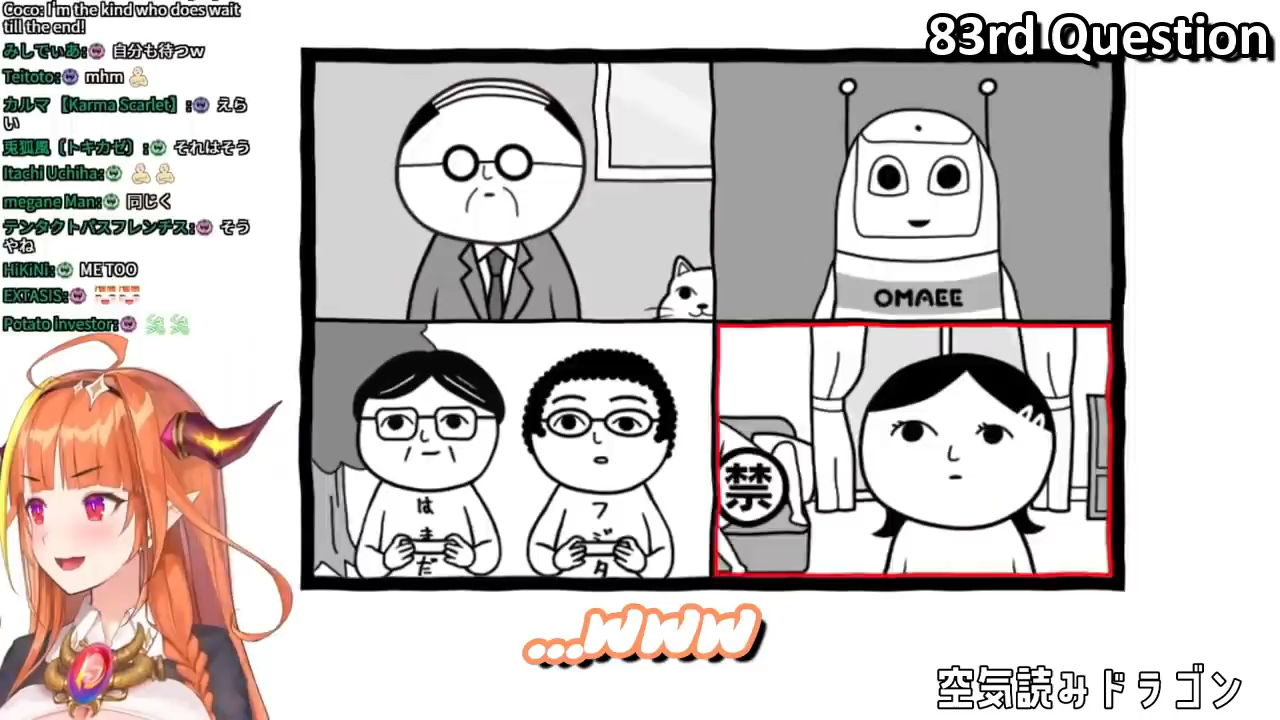 Coco: I'm the kind who does wait
till the end!
みしでぃあ: 自分も待つw
Teitoto: mhm
カルマ【Karma Scarlet】: えら
い
兎狐風〔トキカゼ〕: それはそう
Itachi Uchiha:
megane Man: 同じく
テンタクトパスフレンチス: そう
やね
HiKiNi: ME TOO
EXTASIS:
Potato Investor:
83rd Question
OMAEE
はまだ
フジタ
禁
...www
空気読みドラゴン